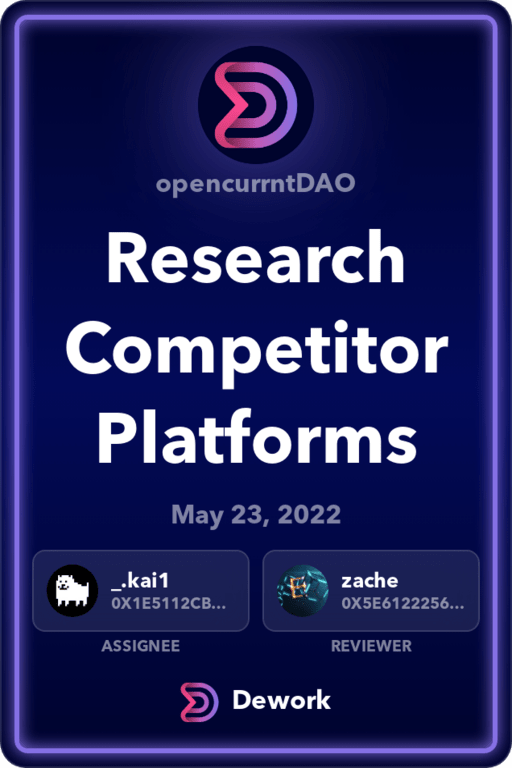 opencurrntDAO
Research
Competitor
Platforms
May 23, 2022
_.kai1
0X1E5112CB...
ASSIGNEE
zache
0X5E6122256...
REVIEWER
Dework